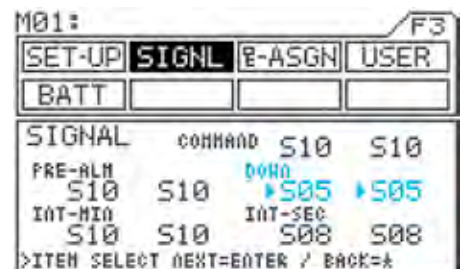 M01: F3
SET-UP SIGNL E-ASGN USER
BATT
SIGNAL COMMAND S10 S10
PRE-ALM DOWN
S10 S10 ▶S05 ▶S05
INT-MIN INT-SEC
S10 S10 S08 S08
>ITEM SELECT NEXT=ENTER / BACK=